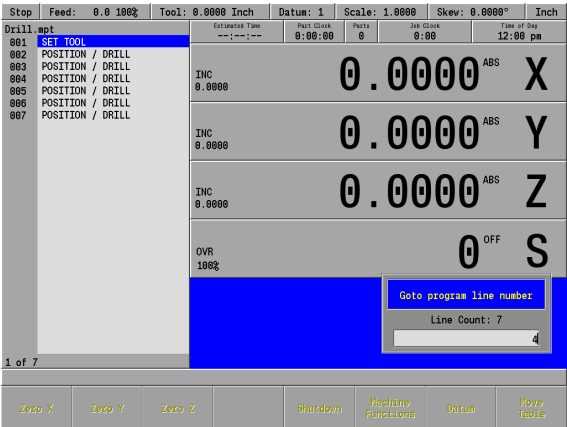 Stop Feed: 0.0 100% Tool: 0.0000 Inch Datum: 1 Scale: 1.0000 Skew: 0.0000° Inch
Drill.mpt
001 SET TOOL
002 POSITION / DRILL
003 POSITION / DRILL
004 POSITION / DRILL
005 POSITION / DRILL
006 POSITION / DRILL
007 POSITION / DRILL
1 of 7
Estimated Time Part Clock Parts Job Clock Time of Day
--:--:-- 0:00:00 0 0:00 12:00 pm
INC 0.0000 ABS X
0.0000
INC 0.0000 ABS Y
0.0000
INC 0.0000 ABS Z
0.0000
OVR 0 OFF S
100%
Goto program line number
Line Count: 7
4
Zero X Zero Y Zero Z Shutdown Machine Functions Datum Move Table